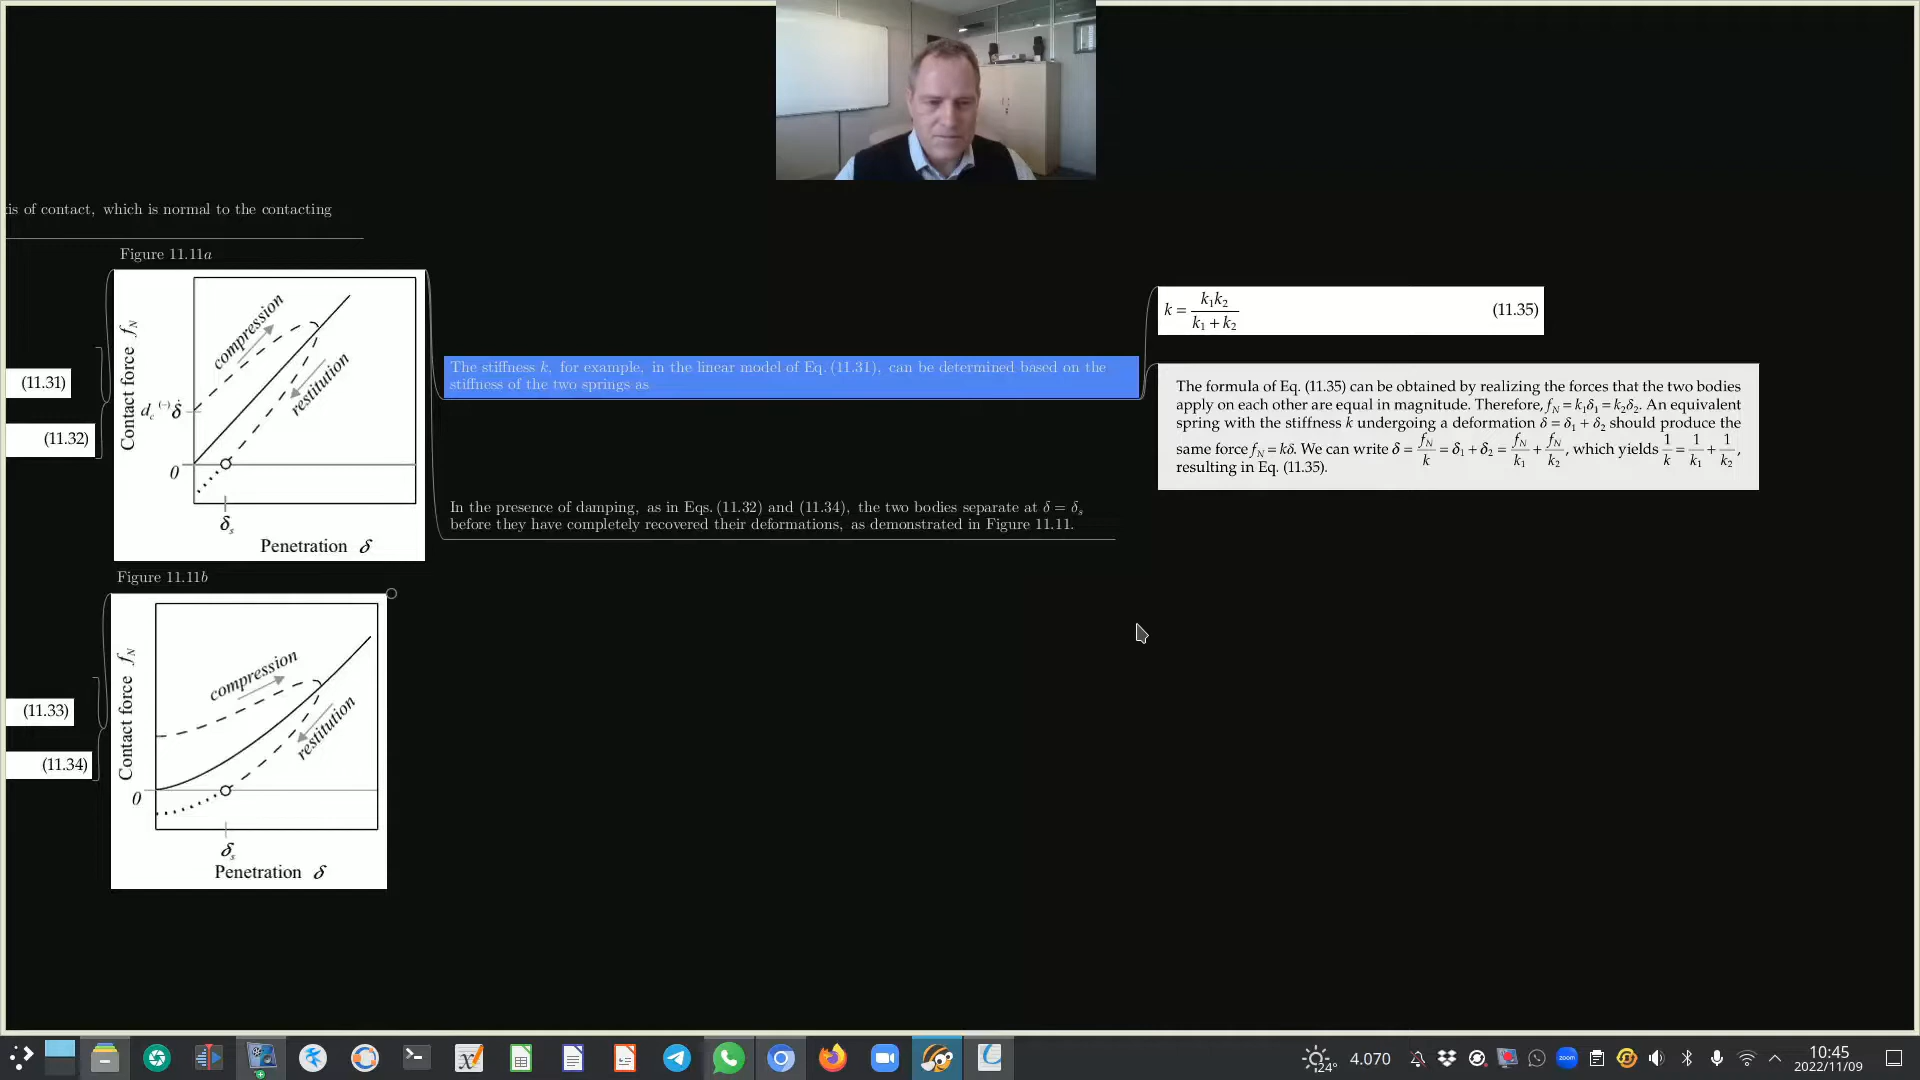 is of contact, which is normal to the contacting
Figure 11.11a
Contact force f_N
compression
restitution
d_c^(-) δ̇
0
δ_s
Penetration δ
(11.31)
(11.32)
The stiffness k, for example, in the linear model of Eq. (11.31), can be determined based on the
stiffness of the two springs as
k = k₁k₂ / k₁ + k₂ (11.35)
The formula of Eq. (11.35) can be obtained by realizing the forces that the two bodies
apply on each other are equal in magnitude. Therefore, f_N = k₁δ₁ = k₂δ₂. An equivalent
spring with the stiffness k undergoing a deformation δ = δ₁ + δ₂ should produce the
same force f_N = kδ. We can write δ = f_N/k = δ₁ + δ₂ = f_N/k₁ + f_N/k₂, which yields 1/k = 1/k₁ + 1/k₂,
resulting in Eq. (11.35).
In the presence of damping, as in Eqs. (11.32) and (11.34), the two bodies separate at δ = δ_s
before they have completely recovered their deformations, as demonstrated in Figure 11.11.
Figure 11.11b
Contact force f_N
compression
restitution
0
δ_s
Penetration δ
(11.33)
(11.34)
24°
4.070
zoom
10:45
2022/11/09